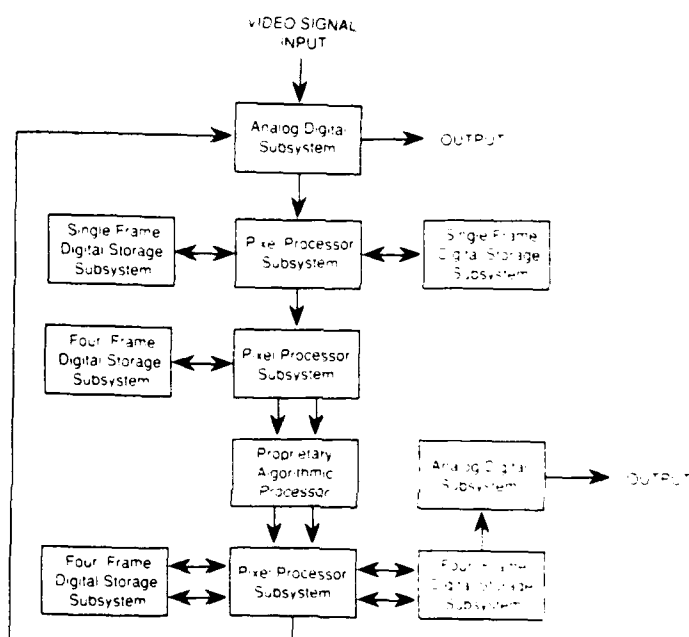 VIDEO SIGNAL
INPUT
Analog Digital
Subsystem
OUTPUT
Single Frame
Digital Storage
Subsystem
Pixel Processor
Subsystem
Single Frame
Digital Storage
Subsystem
Four Frame
Digital Storage
Subsystem
Pixel Processor
Subsystem
Proprietary
Algorithmic
Processor
Analog Digital
Subsystem
OUTPUT
Four Frame
Digital Storage
Subsystem
Pixel Processor
Subsystem
Four Frame
Digital Storage
Subsystem